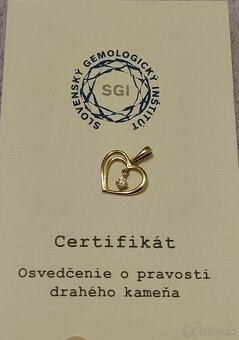 SLOVENSKÝ GEMOLOGICKÝ INŠTITÚT
SGI
Certifikát
Osvedčenie o pravosti
drahého kameňa